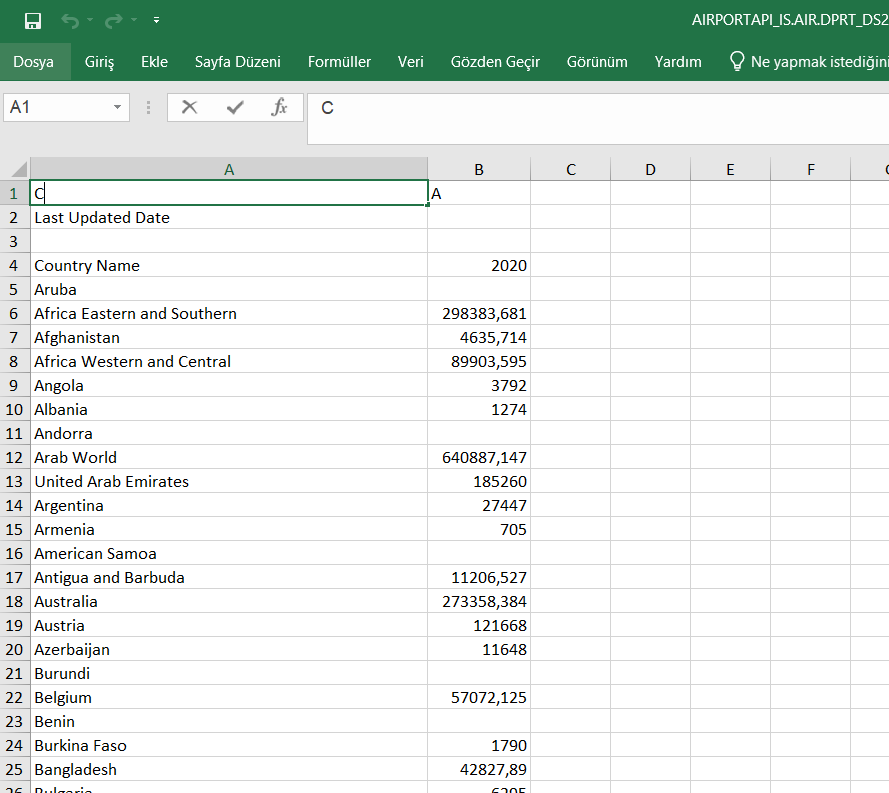 AIRPORTAPI_IS.AIR.DPRT_DS2
Dosya Giriş Ekle Sayfa Düzeni Formüller Veri Gözden Geçir Görünüm Yardım Ne yapmak istediğini
A1 fx C
A B C D E F
1 C A
2 Last Updated Date
3
4 Country Name 2020
5 Aruba
6 Africa Eastern and Southern 298383,681
7 Afghanistan 4635,714
8 Africa Western and Central 89903,595
9 Angola 3792
10 Albania 1274
11 Andorra
12 Arab World 640887,147
13 United Arab Emirates 185260
14 Argentina 27447
15 Armenia 705
16 American Samoa
17 Antigua and Barbuda 11206,527
18 Australia 273358,384
19 Austria 121668
20 Azerbaijan 11648
21 Burundi
22 Belgium 57072,125
23 Benin
24 Burkina Faso 1790
25 Bangladesh 42827,89
26 Bulgaria 6205